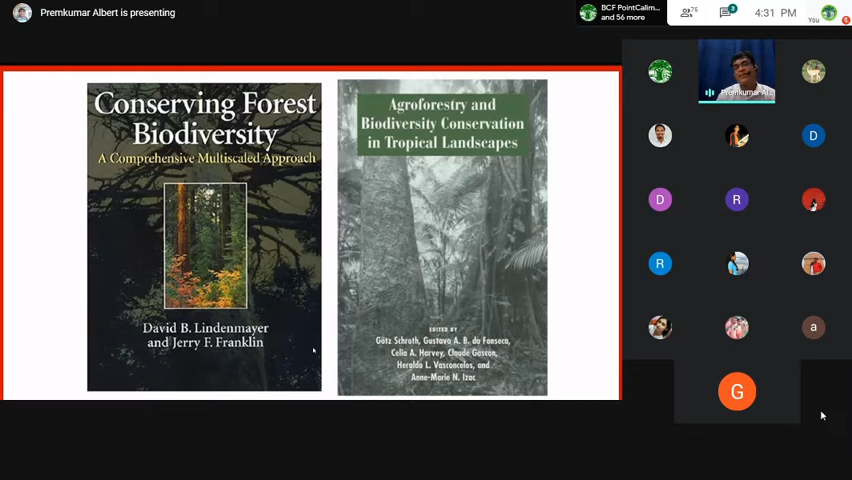 Premkumar Albert is presenting
BCF PointCalim...
and 56 more
75
3
4:31 PM
You
Conserving Forest
Biodiversity
A Comprehensive Multiscaled Approach
David B. Lindenmayer
and Jerry F. Franklin
Agroforestry and
Biodiversity Conservation
in Tropical Landscapes
EDITED BY
Götz Schroth, Gustavo A. B. da Fonseca,
Celia A. Harvey, Claude Gascon,
Heraldo L. Vasconcelos, and
Anne-Marie N. Izac
Premkumar Al...
D
D
R
R
a
G